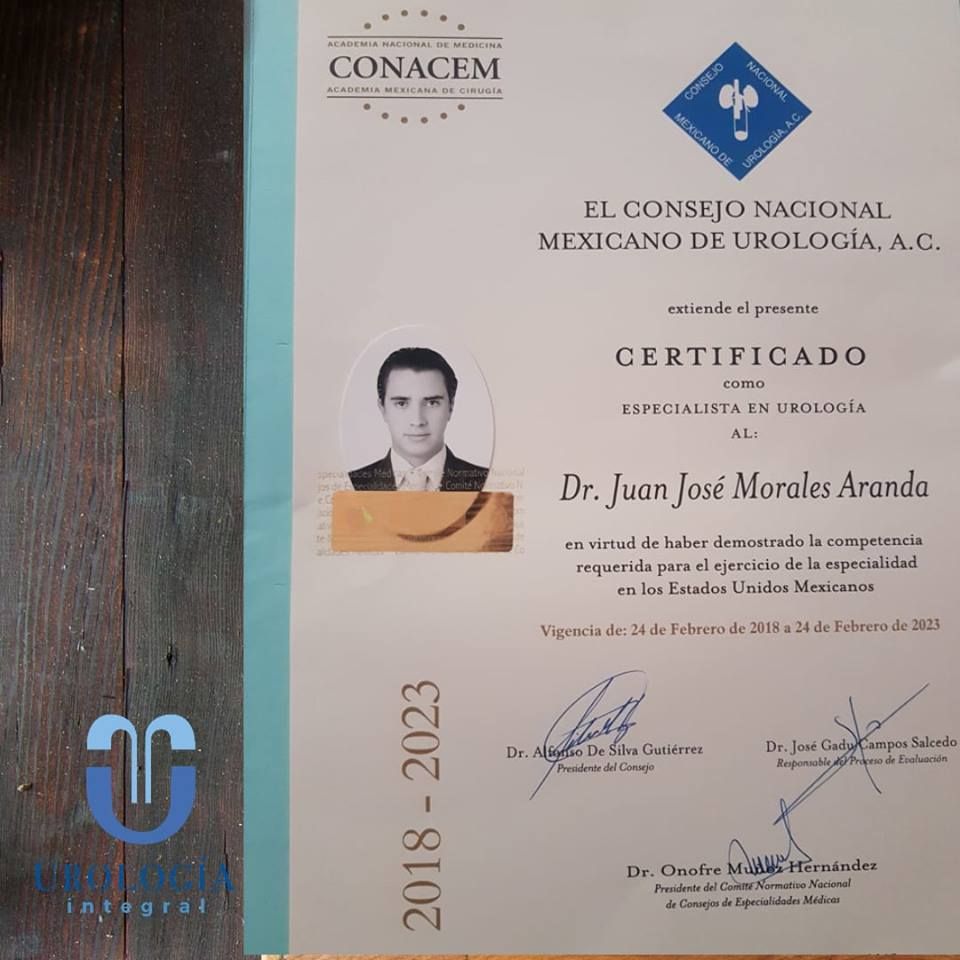 ACADEMIA NACIONAL DE MEDICINA
CONACEM
ACADEMIA MEXICANA DE CIRUGÍA
CONSEJO NACIONAL
MEXICANO DE UROLOGÍA, A.C.
EL CONSEJO NACIONAL
MEXICANO DE UROLOGÍA, A.C.
extiende el presente
CERTIFICADO
como
ESPECIALISTA EN UROLOGÍA
AL:
Dr. Juan José Morales Aranda
en virtud de haber demostrado la competencia
requerida para el ejercicio de la especialidad
en los Estados Unidos Mexicanos
Vigencia de: 24 de Febrero de 2018 a 24 de Febrero de 2023
2018 - 2023
Dr. Alfonso De Silva Gutiérrez
Presidente del Consejo
Dr. José Gadu Campos Salcedo
Responsable del Proceso de Evaluación
Dr. Onofre Muñoz Hernández
Presidente del Comité Normativo Nacional
de Consejos de Especialidades Médicas
UROLOGÍA
integral